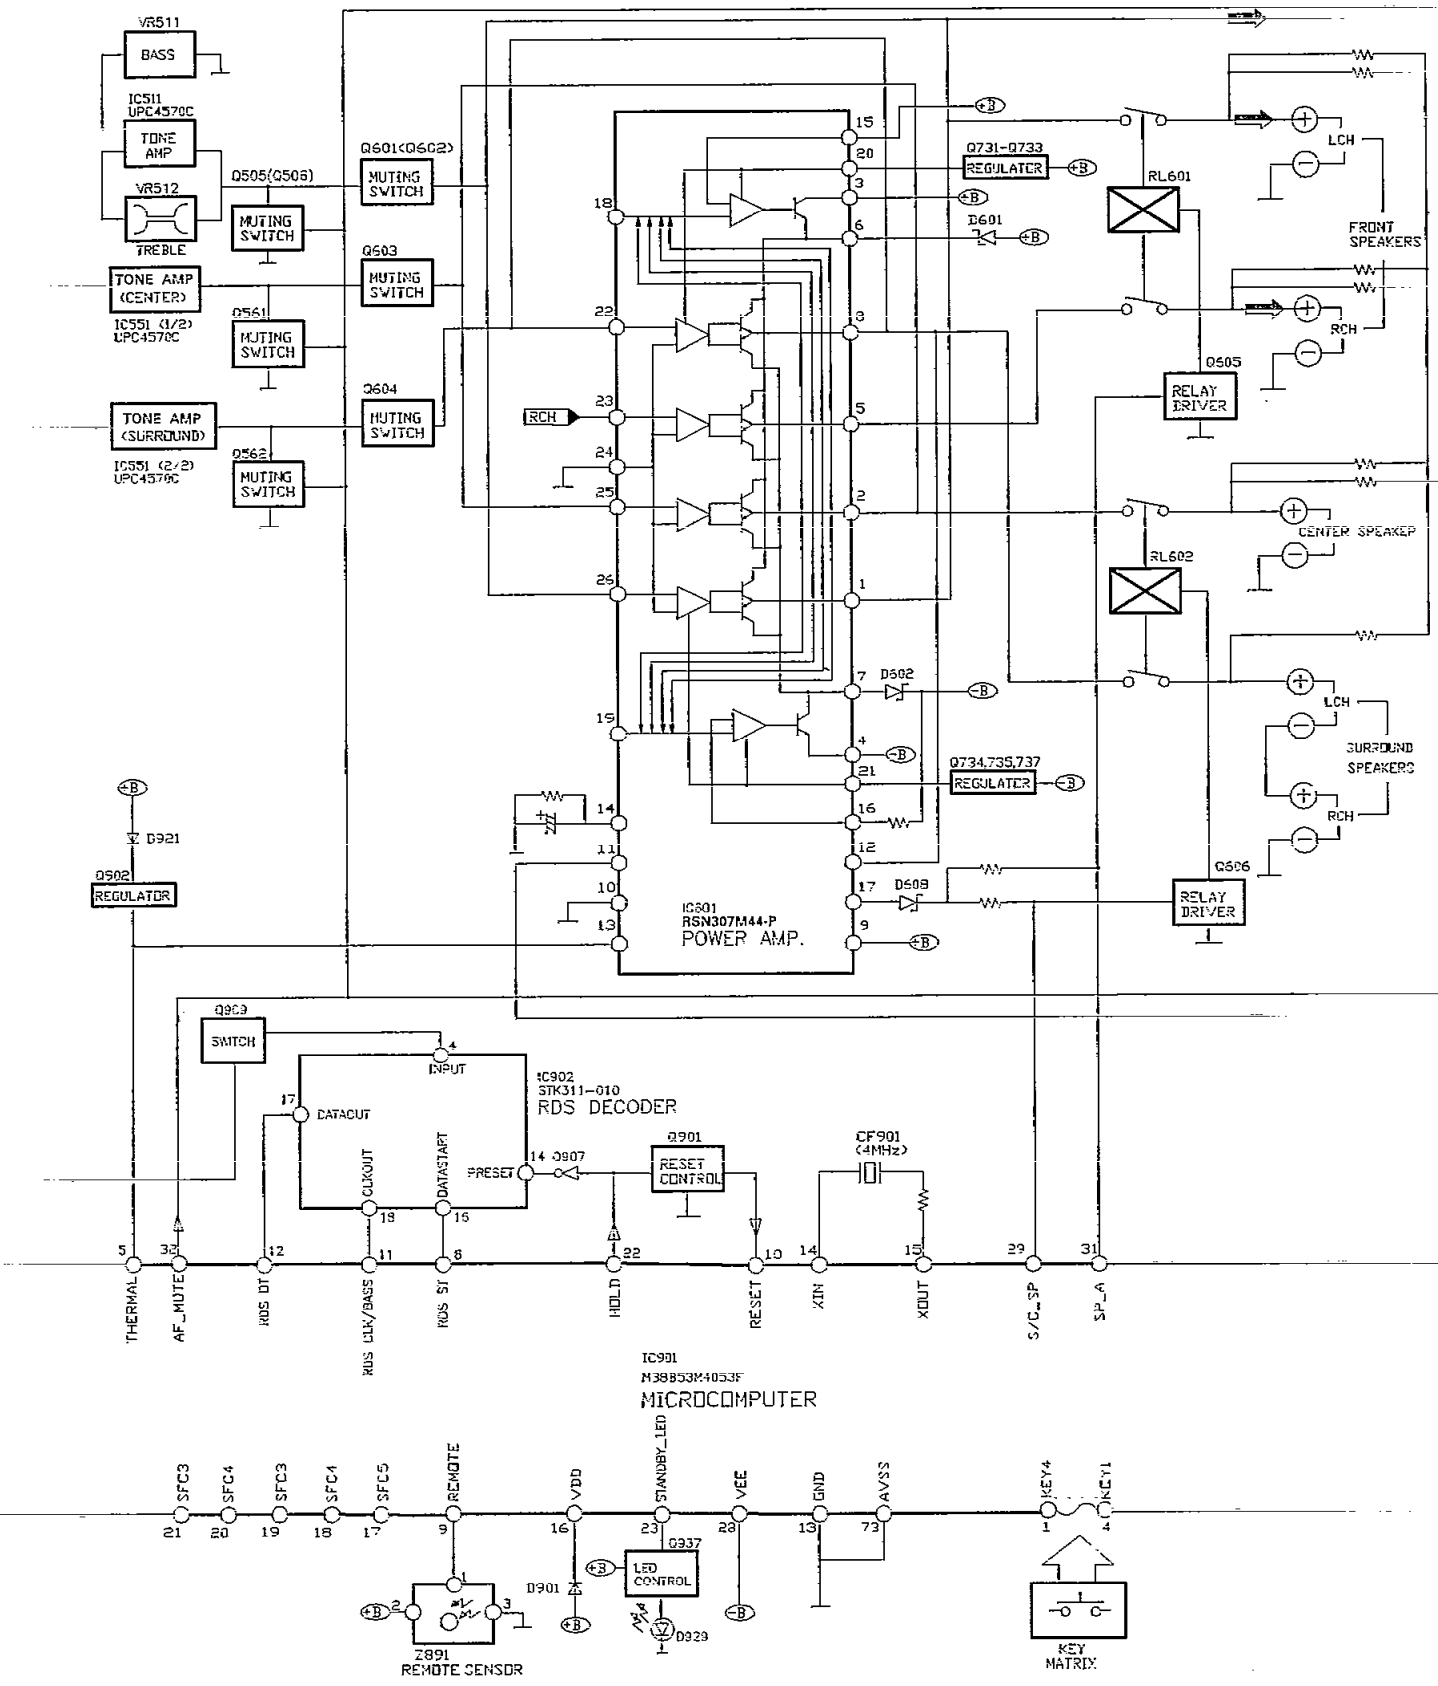 VR511
BASS
IC511
UPC4570C
TONE
AMP
VR512
TREBLE
Q505(Q506)
MUTING
SWITCH
Q601(Q602)
MUTING
SWITCH
TONE AMP
(CENTER)
IC551 (1/2)
UPC4570C
Q561
MUTING
SWITCH
Q603
MUTING
SWITCH
TONE AMP
(SURROUND)
IC551 (2/2)
UPC4570C
Q562
MUTING
SWITCH
Q604
MUTING
SWITCH
RCH
18
22
23
24
25
26
19
14
11
10
13
15
20
3
6
8
5
2
1
7
4
21
16
12
17
9
IC601
RSN307M44-P
POWER AMP.
+B
Q731-Q733
REGULATOR
+B
+B
D601
+B
D602
-B
-B
Q734,735,737
REGULATOR
-B
D608
+B
RL601
Q605
RELAY
DRIVER
RL602
Q606
RELAY
DRIVER
+
LCH
-
FRONT
SPEAKERS
+
RCH
-
+
CENTER SPEAKER
-
+
LCH
-
SURROUND
SPEAKERS
+
RCH
-
+B
D921
Q902
REGULATOR
Q909
SWITCH
4
INPUT
IC902
STK311-010
RDS DECODER
17
DATAOUT
CLKOUT
18
DATASTART
16
PRESET
14
Q907
Q901
RESET
CONTROL
CF901
(4MHz)
5
32
12
11
8
22
10
14
15
29
31
THERMAL
AF_MUTE
RDS DT
RDS CLK/BASS
RDS ST
HOLD
RESET
XIN
XOUT
S/C_SP
SP_A
IC901
M38B53M4053F
MICROCOMPUTER
SFC3
SFC4
SFC3
SFC4
SFC5
REMOTE
VDD
STANDBY_LED
VEE
GND
AVSS
KEY4
KEY1
21
20
19
18
17
9
16
23
28
13
73
1
4
+B
2
1
3
Z891
REMOTE SENSOR
D901
+B
Q937
+B
LED
CONTROL
D929
-B
KEY
MATRIX